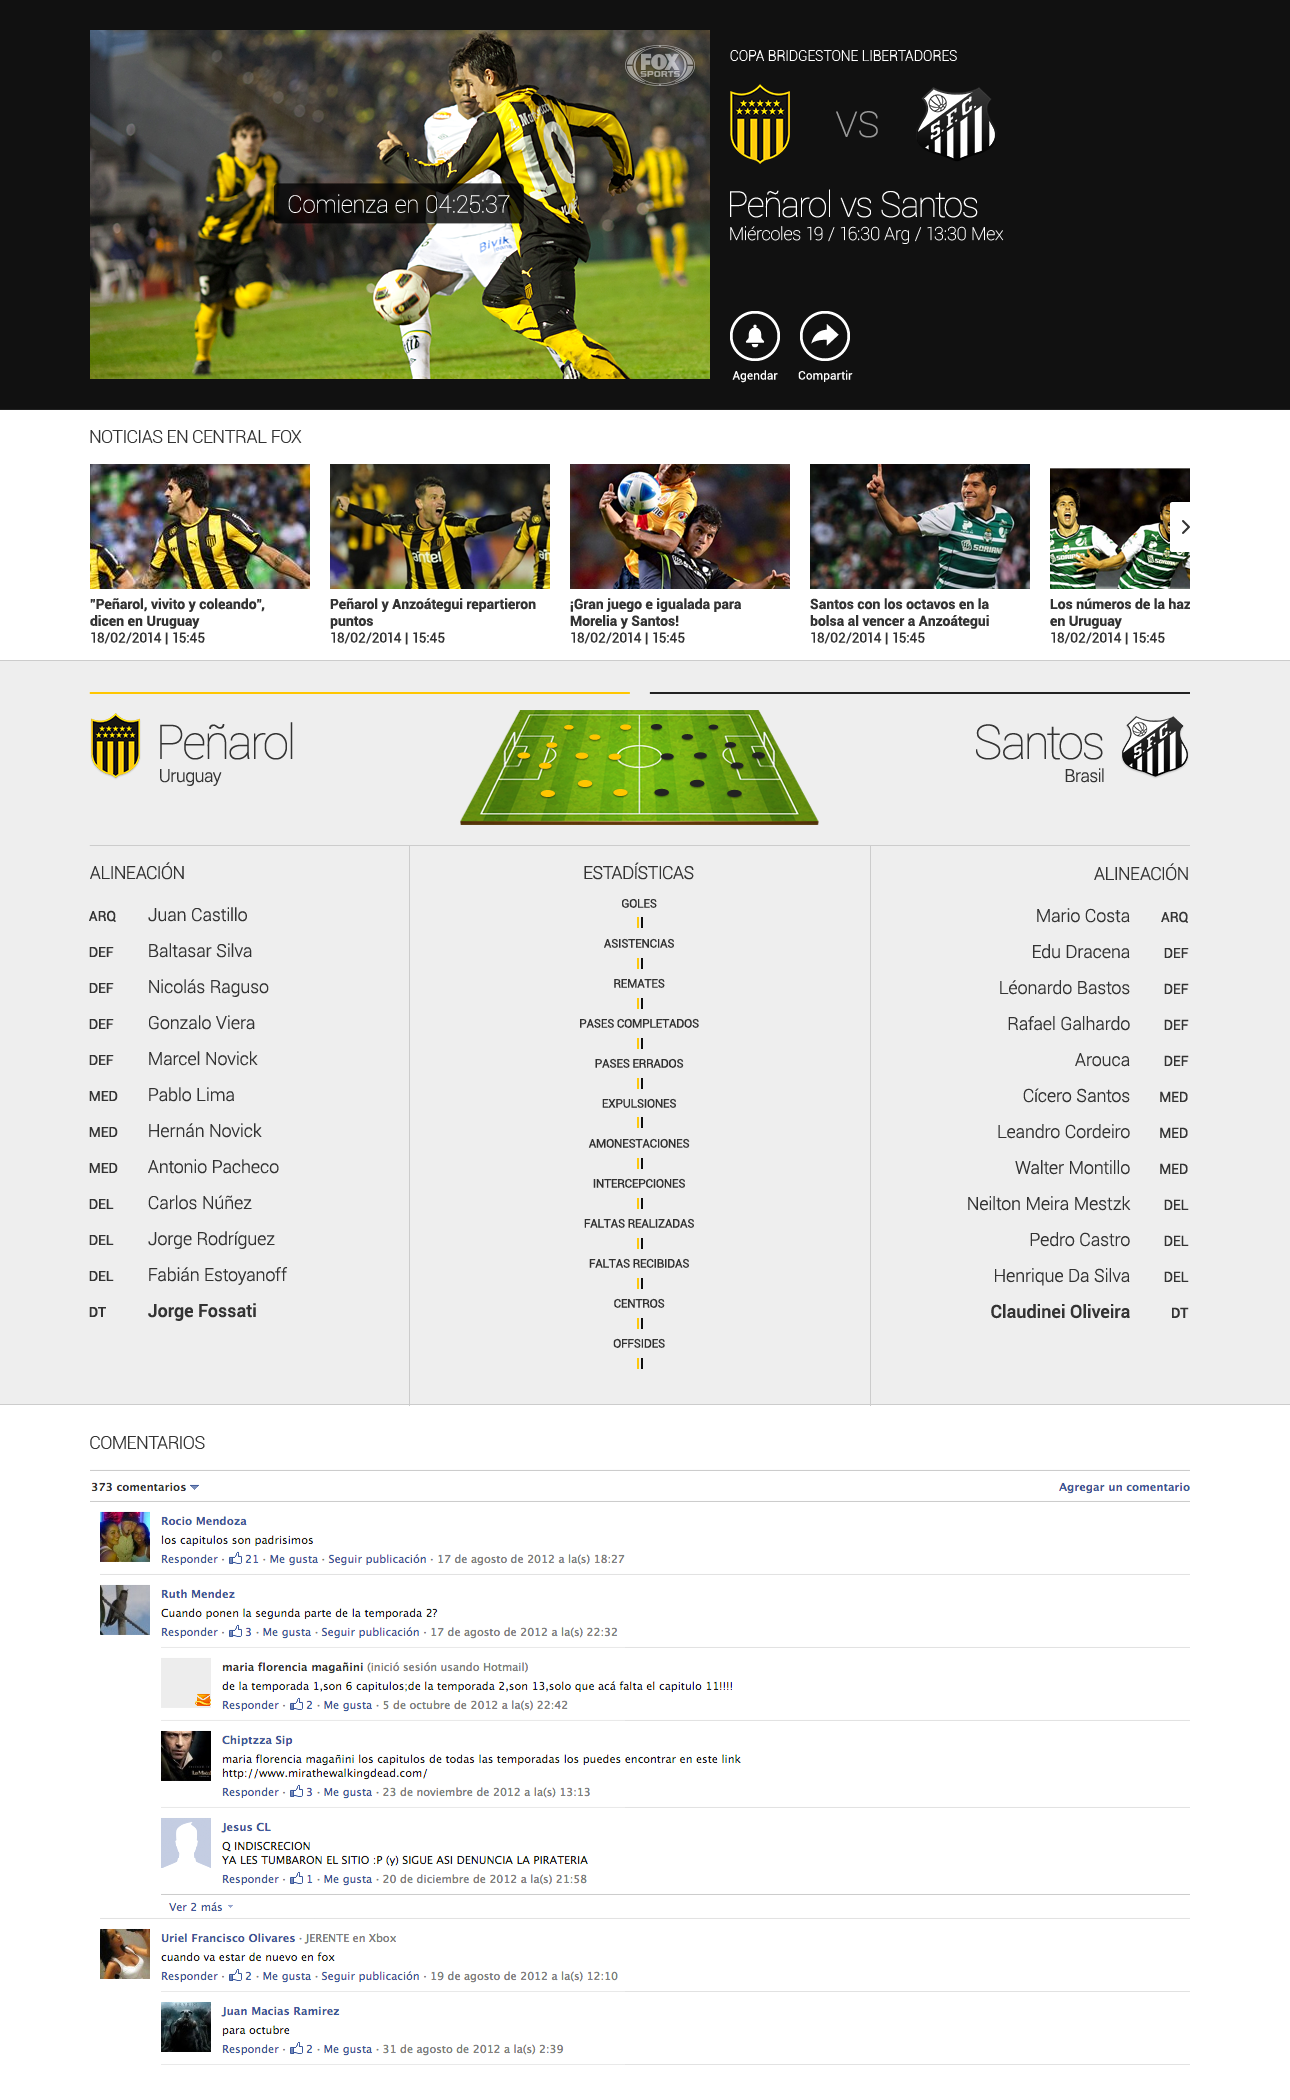 FOX
SPORTS
COPA BRIDGESTONE LIBERTADORES
VS
S.F.C.
10
5
Bivik
Comienza en 04:25:37
Peñarol vs Santos
Miércoles 19 / 16:30 Arg / 13:30 Mex
Agendar
Compartir
NOTICIAS EN CENTRAL FOX
antel
SORIANA
"Peñarol, vivito y coleando",
dicen en Uruguay
18/02/2014 | 15:45
Peñarol y Anzoátegui repartieron
puntos
18/02/2014 | 15:45
¡Gran juego e igualada para
Morelia y Santos!
18/02/2014 | 15:45
Santos con los octavos en la
bolsa al vencer a Anzoátegui
18/02/2014 | 15:45
Los números de la haz
en Uruguay
18/02/2014 | 15:45
Peñarol
Uruguay
Santos
Brasil
S.F.C.
ALINEACIÓN
ARQ Juan Castillo
DEF Baltasar Silva
DEF Nicolás Raguso
DEF Gonzalo Viera
DEF Marcel Novick
MED Pablo Lima
MED Hernán Novick
MED Antonio Pacheco
DEL Carlos Núñez
DEL Jorge Rodríguez
DEL Fabián Estoyanoff
DT Jorge Fossati
ESTADÍSTICAS
GOLES
ASISTENCIAS
REMATES
PASES COMPLETADOS
PASES ERRADOS
EXPULSIONES
AMONESTACIONES
INTERCEPCIONES
FALTAS REALIZADAS
FALTAS RECIBIDAS
CENTROS
OFFSIDES
ALINEACIÓN
Mario Costa ARQ
Edu Dracena DEF
Léonardo Bastos DEF
Rafael Galhardo DEF
Arouca DEF
Cícero Santos MED
Leandro Cordeiro MED
Walter Montillo MED
Neilton Meira Mestzk DEL
Pedro Castro DEL
Henrique Da Silva DEL
Claudinei Oliveira DT
COMENTARIOS
373 comentarios
Agregar un comentario
Rocio Mendoza
los capitulos son padrisimos
Responder · 21 · Me gusta · Seguir publicación · 17 de agosto de 2012 a la(s) 18:27
Ruth Mendez
Cuando ponen la segunda parte de la temporada 2?
Responder · 3 · Me gusta · Seguir publicación · 17 de agosto de 2012 a la(s) 22:32
maria florencia magañini (inició sesión usando Hotmail)
de la temporada 1,son 6 capitulos;de la temporada 2,son 13,solo que acá falta el capitulo 11!!!!
Responder · 2 · Me gusta · 5 de octubre de 2012 a la(s) 22:42
Chiptzza Sip
maria florencia magañini los capitulos de todas las temporadas los puedes encontrar en este link
http://www.mirathewalkingdead.com/
Responder · 3 · Me gusta · 23 de noviembre de 2012 a la(s) 13:13
Jesus CL
Q INDISCRECION
YA LES TUMBARON EL SITIO :P (y) SIGUE ASI DENUNCIA LA PIRATERIA
Responder · 1 · Me gusta · 20 de diciembre de 2012 a la(s) 21:58
Ver 2 más
Uriel Francisco Olivares · JERENTE en Xbox
cuando va estar de nuevo en fox
Responder · 2 · Me gusta · Seguir publicación · 19 de agosto de 2012 a la(s) 12:10
Juan Macias Ramirez
para octubre
Responder · 2 · Me gusta · 31 de agosto de 2012 a la(s) 2:39